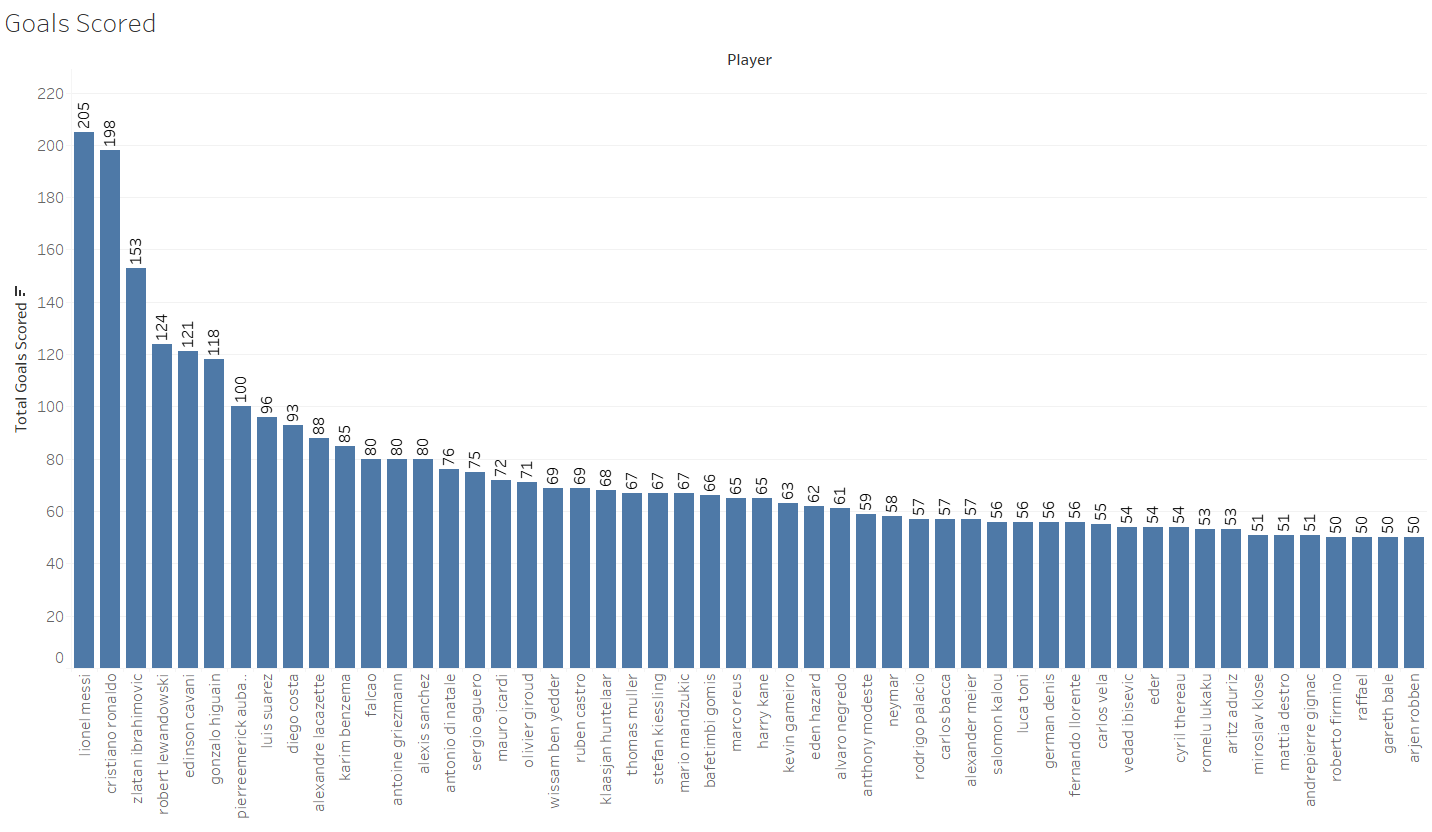 Goals Scored
Player
Total Goals Scored
220
200
180
160
140
120
100
80
60
40
20
0
205
198
153
124
121
118
100
96
93
88
85
80
80
80
76
75
72
71
69
69
68
67
67
67
66
65
65
63
62
61
59
58
57
57
57
56
56
56
56
55
54
54
54
53
53
51
51
51
50
50
50
50
lionel messi
cristiano ronaldo
zlatan ibrahimovic
robert lewandowski
edinson cavani
gonzalo higuain
pierreemerick auba..
luis suarez
diego costa
alexandre lacazette
karim benzema
falcao
antoine griezmann
alexis sanchez
antonio di natale
sergio aguero
mauro icardi
olivier giroud
wissam ben yedder
ruben castro
klaasjan huntelaar
thomas muller
stefan kiessling
mario mandzukic
bafetimbi gomis
marco reus
harry kane
kevin gameiro
eden hazard
alvaro negredo
anthony modeste
neymar
rodrigo palacio
carlos bacca
alexander meier
salomon kalou
luca toni
german denis
fernando llorente
carlos vela
vedad ibisevic
eder
cyril thereau
romelu lukaku
aritz aduriz
miroslav klose
mattia destro
andrepierre gignac
roberto firmino
raffael
gareth bale
arjen robben